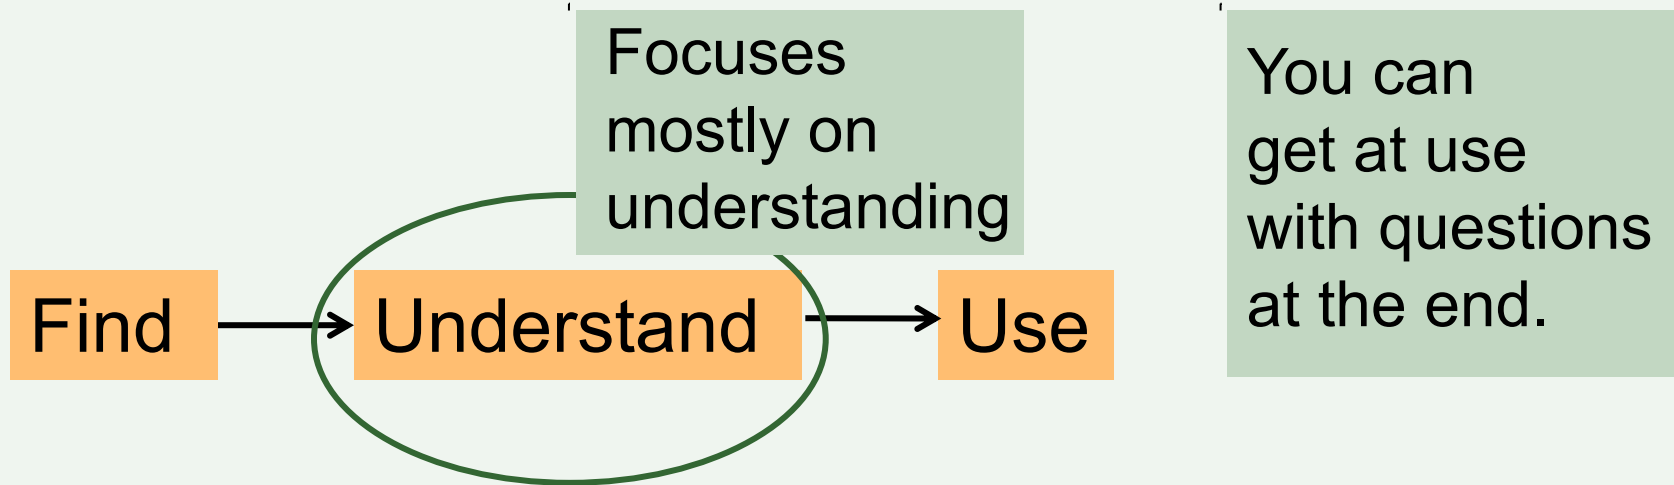 Focuses
mostly on
understanding
You can
get at use
with questions
at the end.
Find
Understand
Use